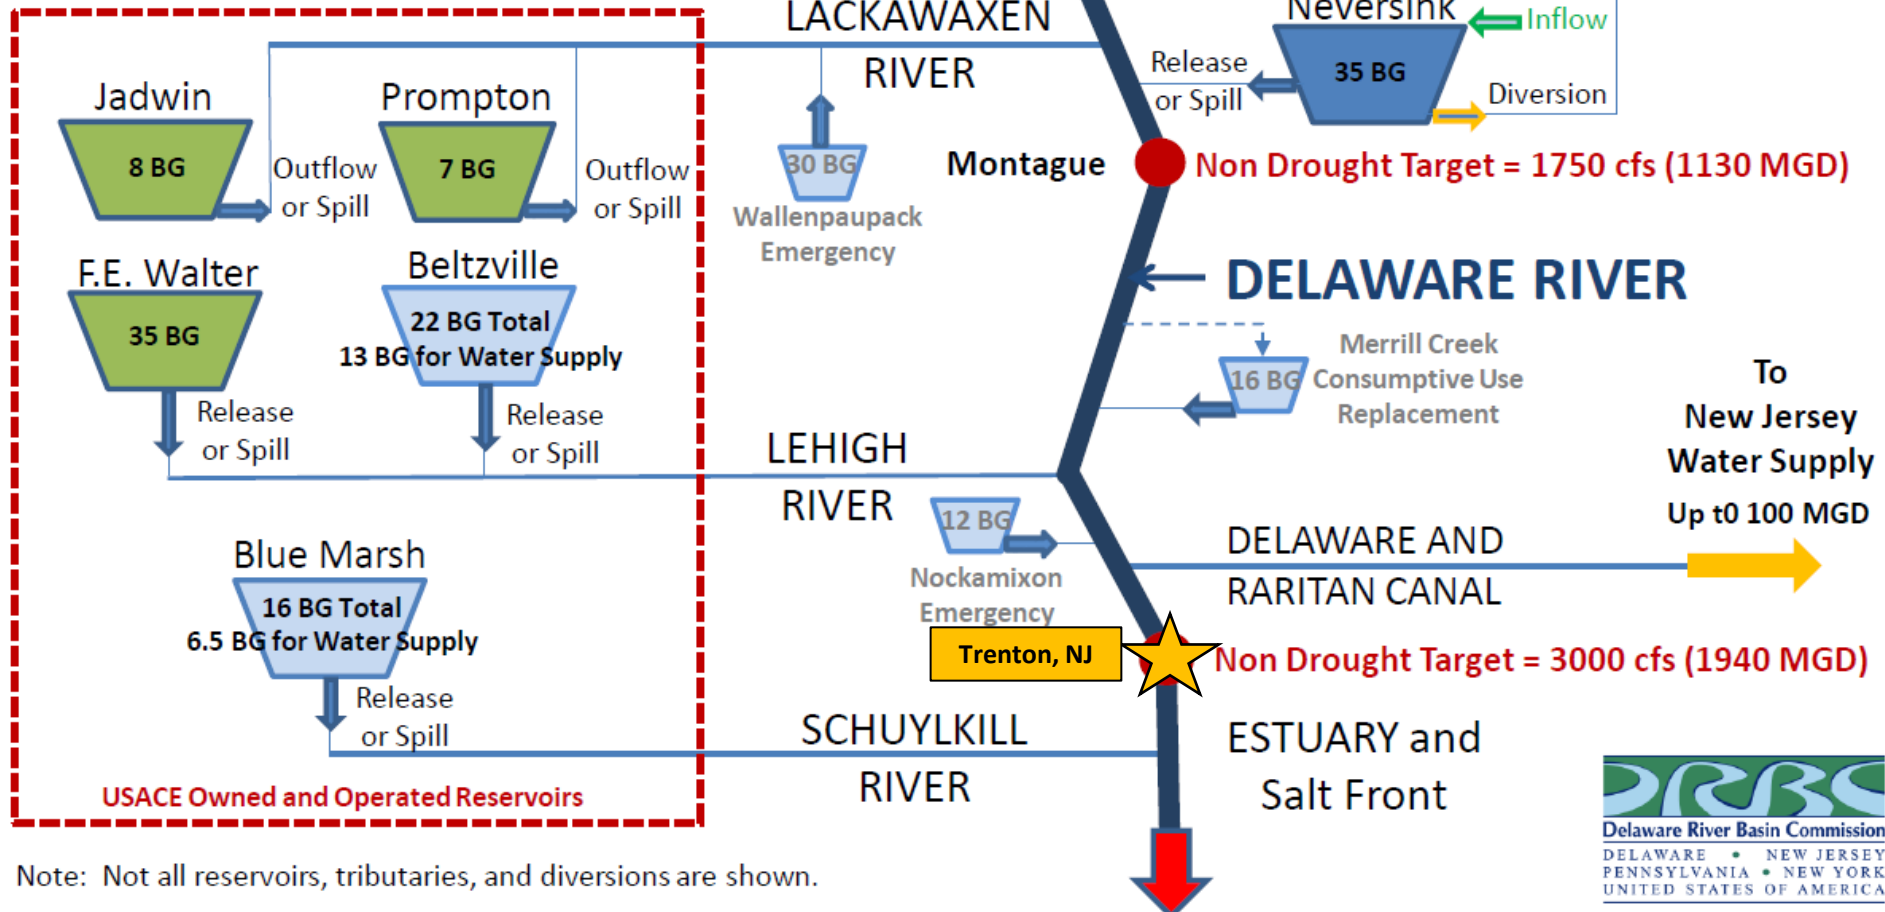 LACKAWAXEN
RIVER
Neversink
Inflow
35 BG
Release
or Spill
Diversion
Jadwin
8 BG
Outflow
or Spill
Prompton
7 BG
Outflow
or Spill
30 BG
Wallenpaupack
Emergency
Montague
Non Drought Target = 1750 cfs (1130 MGD)
F.E. Walter
35 BG
Release
or Spill
Beltzville
22 BG Total
13 BG for Water Supply
Release
or Spill
DELAWARE RIVER
Merrill Creek
Consumptive Use
Replacement
16 BG
To
New Jersey
Water Supply
Up t0 100 MGD
LEHIGH
RIVER
12 BG
Nockamixon
Emergency
DELAWARE AND
RARITAN CANAL
Blue Marsh
16 BG Total
6.5 BG for Water Supply
Release
or Spill
Trenton, NJ
Non Drought Target = 3000 cfs (1940 MGD)
SCHUYLKILL
RIVER
ESTUARY and
Salt Front
USACE Owned and Operated Reservoirs
DRBC
Delaware River Basin Commission
DELAWARE • NEW JERSEY
PENNSYLVANIA • NEW YORK
UNITED STATES OF AMERICA
Note: Not all reservoirs, tributaries, and diversions are shown.